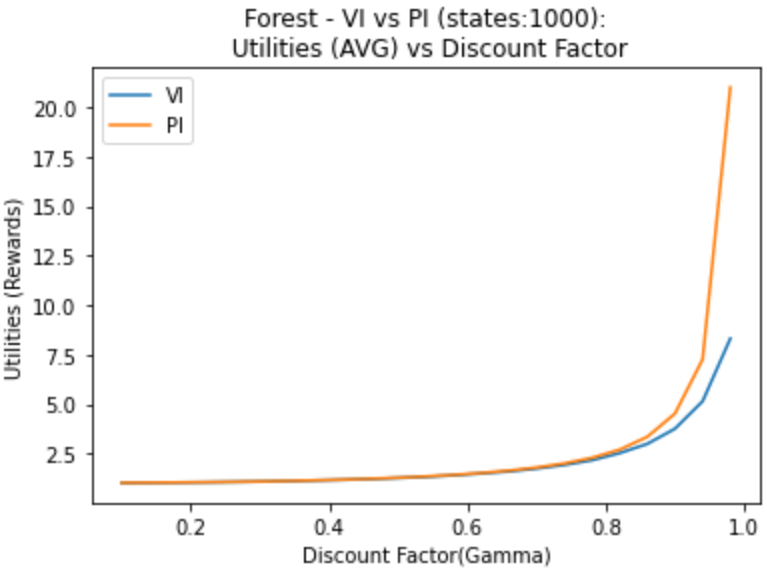 Forest - VI vs PI (states:1000):
Utilities (AVG) vs Discount Factor
VI
PI
20.0
17.5
15.0
12.5
10.0
7.5
5.0
2.5
Utilities (Rewards)
0.2 0.4 0.6 0.8 1.0
Discount Factor(Gamma)